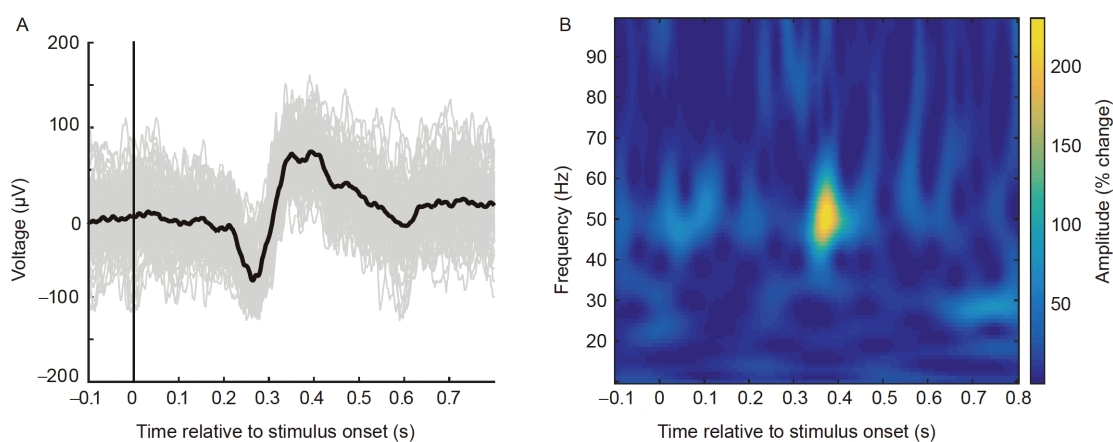 A
200
100
0
–100
–200
Voltage (µV)
–0.1 0 0.1 0.2 0.3 0.4 0.5 0.6 0.7
Time relative to stimulus onset (s)
B
90
80
70
60
50
40
30
20
Frequency (Hz)
–0.1 0 0.1 0.2 0.3 0.4 0.5 0.6 0.7 0.8
Time relative to stimulus onset (s)
200
150
100
50
Amplitude (% change)